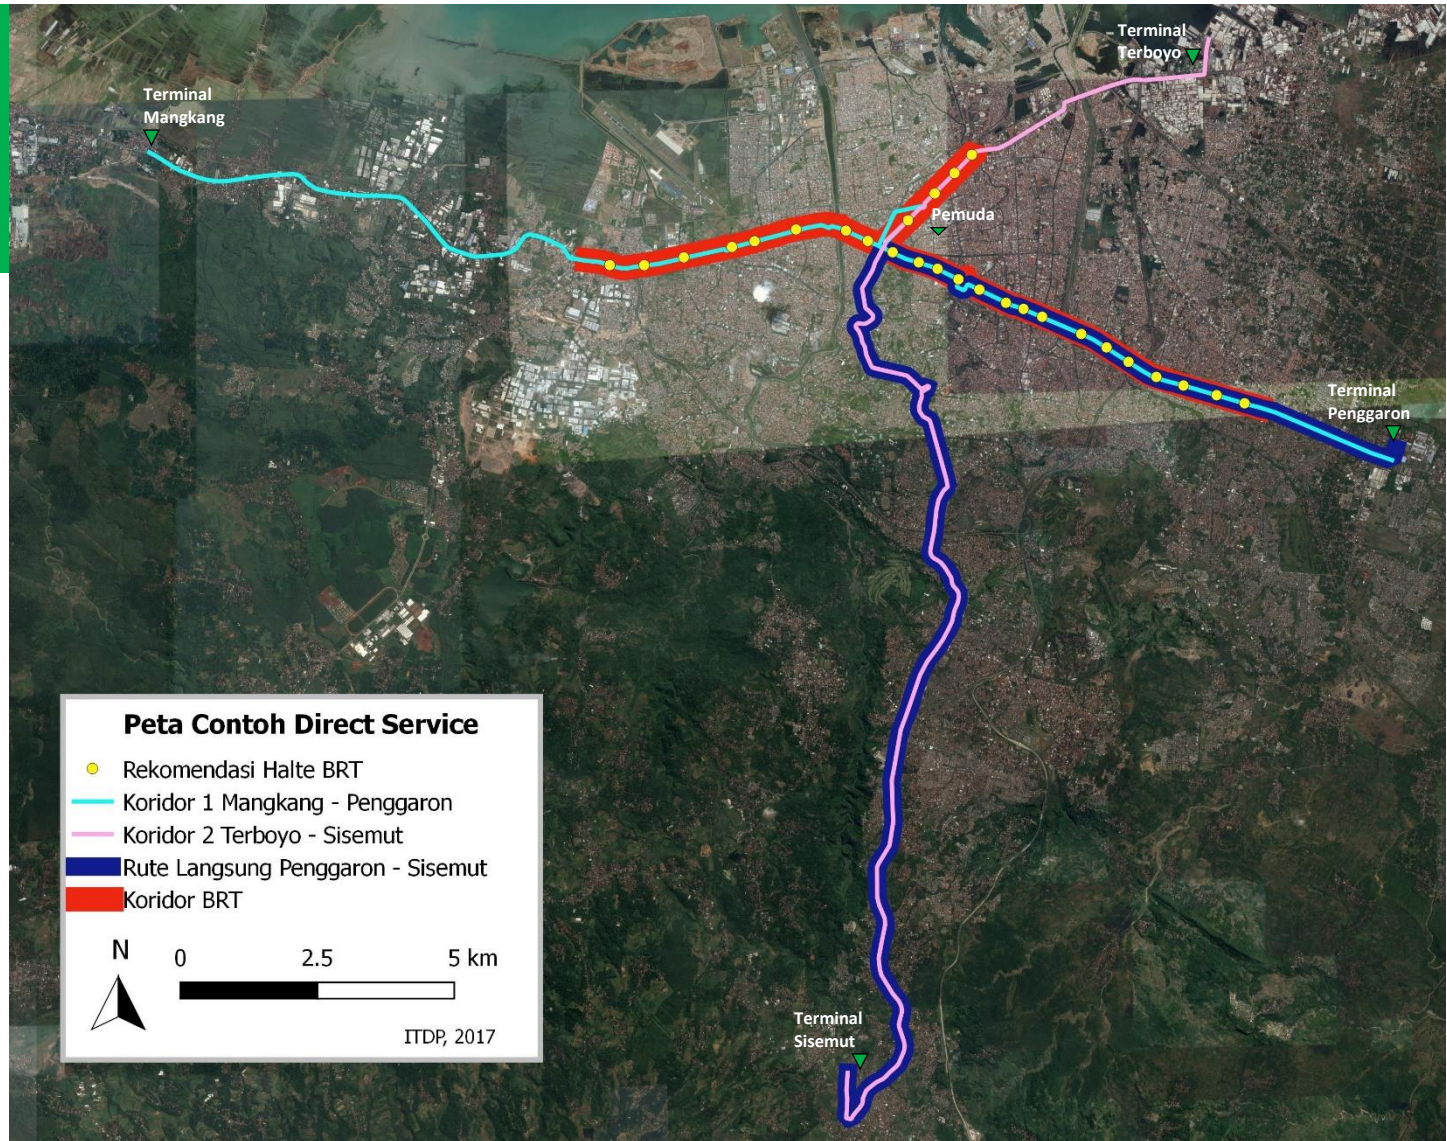 Terminal
Terboyo
Terminal
Mangkang
Pemuda
Terminal
Penggaron
Peta Contoh Direct Service
Rekomendasi Halte BRT
Koridor 1 Mangkang - Penggaron
Koridor 2 Terboyo - Sisemut
Rute Langsung Penggaron - Sisemut
Koridor BRT
N
0 2.5 5 km
ITDP, 2017
Terminal
Sisemut